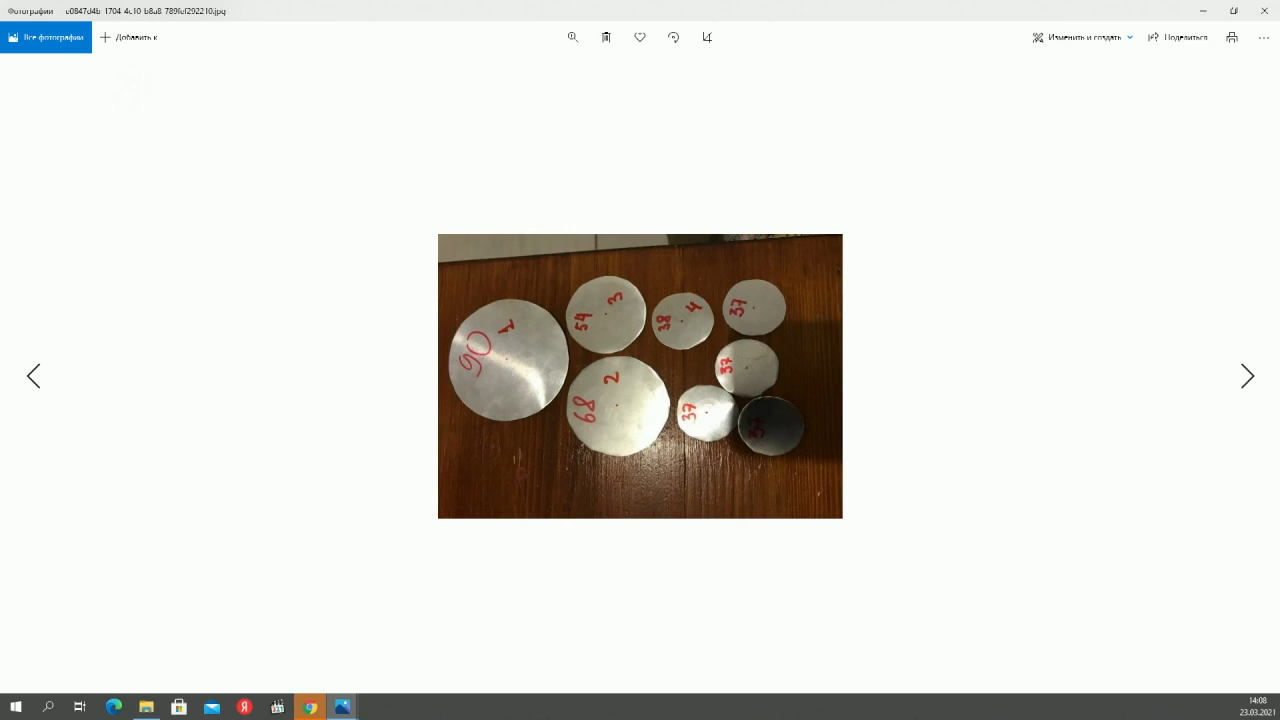 Фотографии
Все фотографии
Добавить к
Изменить и создать
Поделиться
90
54 3
38 4
37
68 2
37
37
37
14:08
23.03.2021